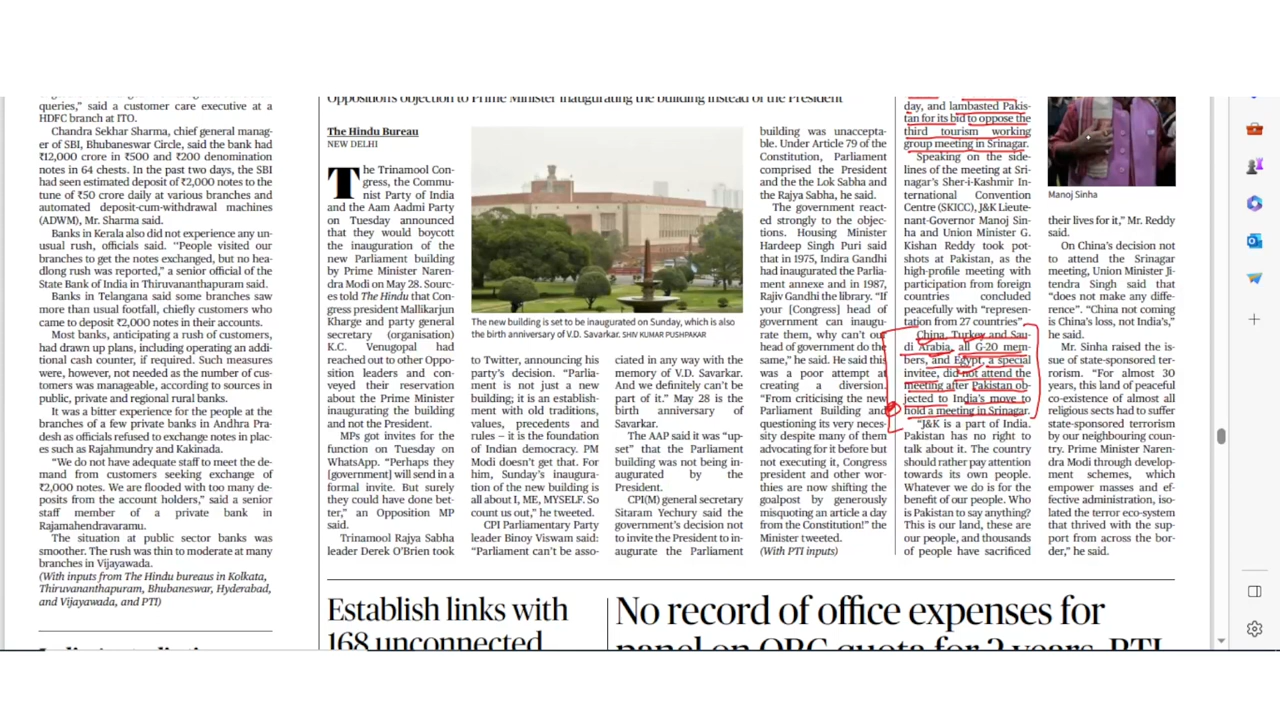 queries," said a customer care executive at a
HDFC branch at ITO.
Chandra Sekhar Sharma, chief general manag-
er of SBI, Bhubaneswar Circle, said the bank had
₹12,000 crore in ₹500 and ₹200 denomination
notes in 64 chests. In the past two days, the SBI
had seen estimated deposit of ₹2,000 notes to the
tune of ₹50 crore daily at various branches and
automated deposit-cum-withdrawal machines
(ADWM), Mr. Sharma said.
Banks in Kerala also did not experience any un-
usual rush, officials said. "People visited our
branches to get the notes exchanged, but no hea-
dlong rush was reported," a senior official of the
State Bank of India in Thiruvananthapuram said.
Banks in Telangana said some branches saw
more than usual footfall, chiefly customers who
came to deposit ₹2,000 notes in their accounts.
Most banks, anticipating a rush of customers,
had drawn up plans, including operating an addi-
tional cash counter, if required. Such measures
were, however, not needed as the number of cus-
tomers was manageable, according to sources in
public, private and regional rural banks.
It was a bitter experience for the people at the
branches of a few private banks in Andhra Pra-
desh as officials refused to exchange notes in plac-
es such as Rajahmundry and Kakinada.
"We do not have adequate staff to meet the de-
mand from customers seeking exchange of
₹2,000 notes. We are flooded with too many de-
posits from the account holders," said a senior
staff member of a private bank in
Rajamahendravaramu.
The situation at public sector banks was
smoother. The rush was thin to moderate at many
branches in Vijayawada.
(With inputs from The Hindu bureaus in Kolkata,
Thiruvananthapuram, Bhubaneswar, Hyderabad,
and Vijayawada, and PTI)
Opposition's objection to Prime Minister inaugurating the building instead of the President
The Hindu Bureau
NEW DELHI
The Trinamool Con-
gress, the Commu-
nist Party of India
and the Aam Aadmi Party
on Tuesday announced
that they would boycott
the inauguration of the
new Parliament building
by Prime Minister Naren-
dra Modi on May 28. Sourc-
es told The Hindu that Con-
gress president Mallikarjun
Kharge and party general
secretary (organisation)
K.C. Venugopal had
reached out to other Oppo-
sition leaders and con-
veyed their reservation
about the Prime Minister
inaugurating the building
and not the President.
MPs got invites for the
function on Tuesday on
WhatsApp. "Perhaps they
[government] will send in a
formal invite. But surely
they could have done bet-
ter," an Opposition MP
said.
Trinamool Rajya Sabha
leader Derek O'Brien took
The new building is set to be inaugurated on Sunday, which is also
the birth anniversary of V.D. Savarkar. SHIV KUMAR PUSHPAKAR
to Twitter, announcing his
party's decision. "Parlia-
ment is not just a new
building; it is an establish-
ment with old traditions,
values, precedents and
rules – it is the foundation
of Indian democracy. PM
Modi doesn't get that. For
him, Sunday's inaugura-
tion of the new building is
all about I, ME, MYSELF. So
count us out," he tweeted.
CPI Parliamentary Party
leader Binoy Viswam said:
"Parliament can't be asso-
ciated in any way with the
memory of V.D. Savarkar.
And we definitely can't be
part of it." May 28 is the
birth anniversary of
Savarkar.
The AAP said it was "up-
set" that the Parliament
building was not being in-
augurated by the
President.
CPI(M) general secretary
Sitaram Yechury said the
government's decision not
to invite the President to in-
augurate the Parliament
building was unaccepta-
ble. Under Article 79 of the
Constitution, Parliament
comprised the President
and the the Lok Sabha and
the Rajya Sabha, he said.
The government react-
ed strongly to the objec-
tions. Housing Minister
Hardeep Singh Puri said
that in 1975, Indira Gandhi
had inaugurated the Parlia-
ment annexe and in 1987,
Rajiv Gandhi the library. "If
your [Congress] head of
government can inaugu-
rate them, why can't our
head of government do the
same," he said. He said this
was a poor attempt at
creating a diversion.
"From criticising the new
Parliament Building and
questioning its very neces-
sity despite many of them
advocating for it before but
not executing it, Congress
president and other wor-
thies are now shifting the
goalpost by generously
misquoting an article a day
from the Constitution!" the
Minister tweeted.
(With PTI inputs)
day, and lambasted Pakis-
tan for its bid to oppose the
third tourism working
group meeting in Srinagar.
Speaking on the side-
lines of the meeting at Sri-
nagar's Sher-i-Kashmir In-
ternational Convention
Centre (SKICC), J&K Lieute-
nant-Governor Manoj Sin-
ha and Union Minister G.
Kishan Reddy took pot-
shots at Pakistan, as the
high-profile meeting with
participation from foreign
countries concluded
peacefully with "represen-
tation from 27 countries".
China, Turkey and Sau-
di Arabia, all G-20 mem-
bers, and Egypt, a special
invitee, did not attend the
meeting after Pakistan ob-
jected to India's move to
hold a meeting in Srinagar.
"J&K is a part of India.
Pakistan has no right to
talk about it. The country
should rather pay attention
towards its own people.
Whatever we do is for the
benefit of our people. Who
is Pakistan to say anything?
This is our land, these are
our people, and thousands
of people have sacrificed
Manoj Sinha
their lives for it," Mr. Reddy
said.
On China's decision not
to attend the Srinagar
meeting, Union Minister Ji-
tendra Singh said that
"does not make any diffe-
rence". "China not coming
is China's loss, not India's,"
he said.
Mr. Sinha raised the is-
sue of state-sponsored ter-
rorism. "For almost 30
years, this land of peaceful
co-existence of almost all
religious sects had to suffer
state-sponsored terrorism
by our neighbouring coun-
try. Prime Minister Naren-
dra Modi through develop-
ment schemes, which
empower masses and ef-
fective administration, iso-
lated the terror eco-system
that thrived with the sup-
port from across the bor-
der," he said.
Establish links with
168 unconnected
No record of office expenses for
panel on OBC quota for 2 years, RTI